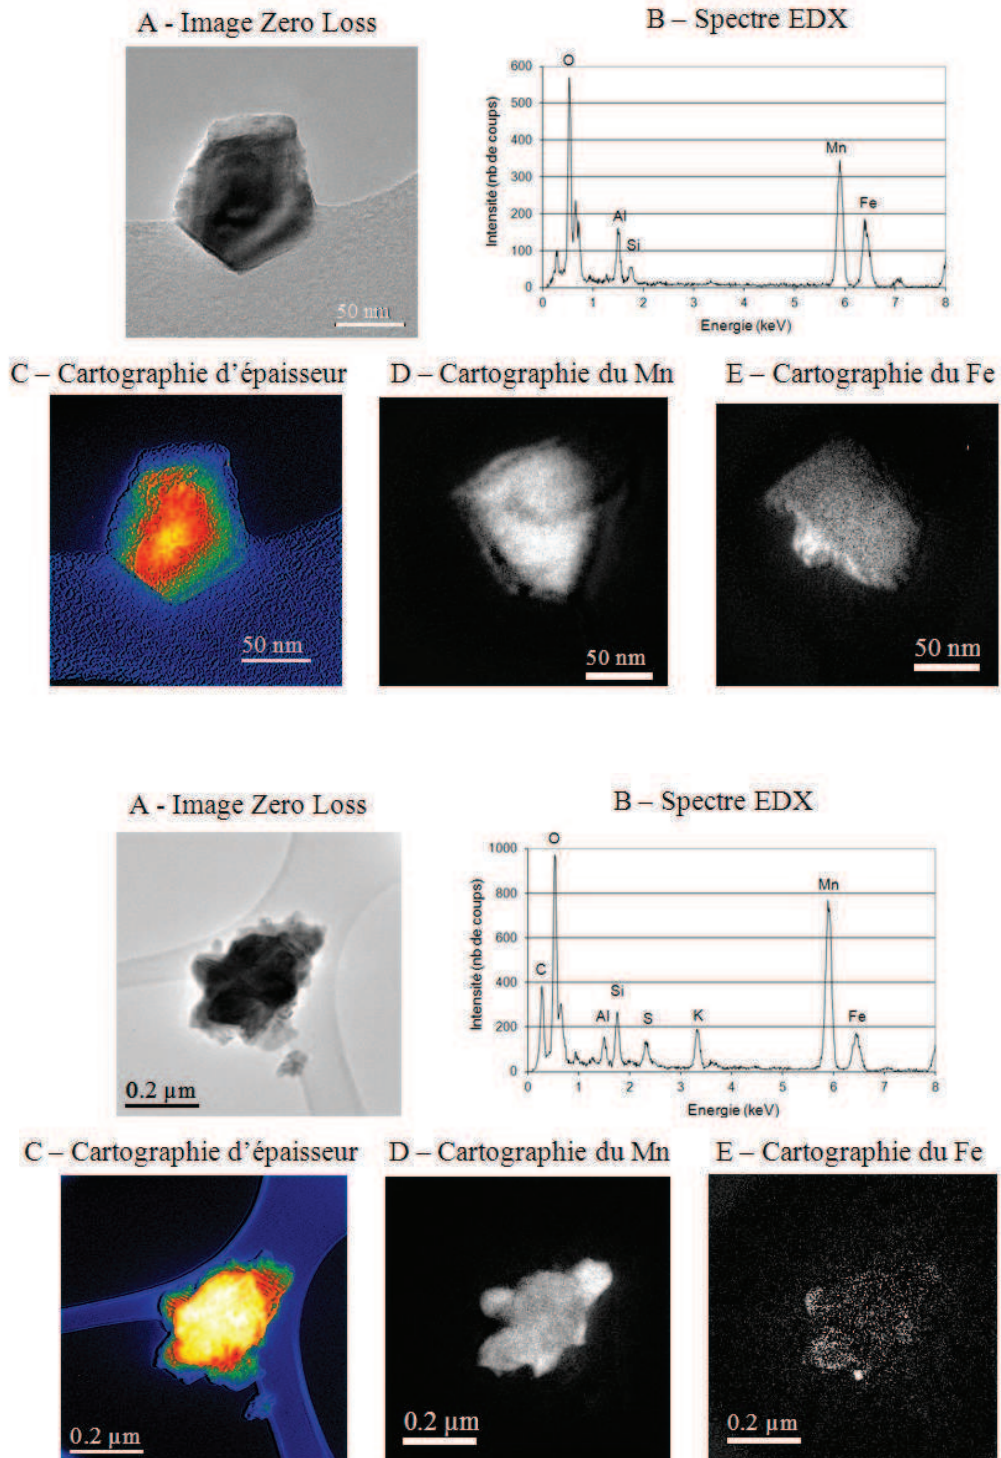 A - Image Zero Loss
B – Spectre EDX
50 nm
Intensité (nb de coups)
600
500
400
300
200
100
0
O
Al
Si
Mn
Fe
0 1 2 3 4 5 6 7 8
Energie (keV)
C – Cartographie d'épaisseur
D – Cartographie du Mn
E – Cartographie du Fe
50 nm
50 nm
50 nm
A - Image Zero Loss
B – Spectre EDX
0.2 µm
Intensité (nb de coups)
1000
800
600
400
200
0
C
O
Al
Si
S
K
Mn
Fe
0 1 2 3 4 5 6 7 8
Energie (keV)
C – Cartographie d'épaisseur
D – Cartographie du Mn
E – Cartographie du Fe
0.2 µm
0.2 µm
0.2 µm